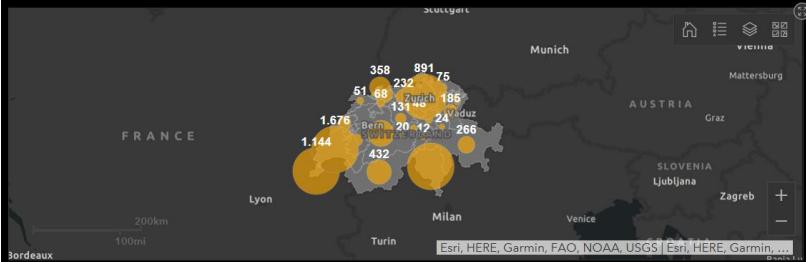 Stuttgart
Munich
Vienna
Mattersburg
358
891
232
75
51
68
Zurich
185
131
48
AUSTRIA
Vaduz
Graz
1.676
Bern
24
FRANCE
20
12
SWITZERLAND
266
1.144
432
SLOVENIA
Ljubljana
Lyon
Zagreb
Milan
Venice
200km
100mi
Turin
CROATIA
Esri, HERE, Garmin, FAO, NOAA, USGS | Esri, HERE, Garmin, ...
Bordeaux